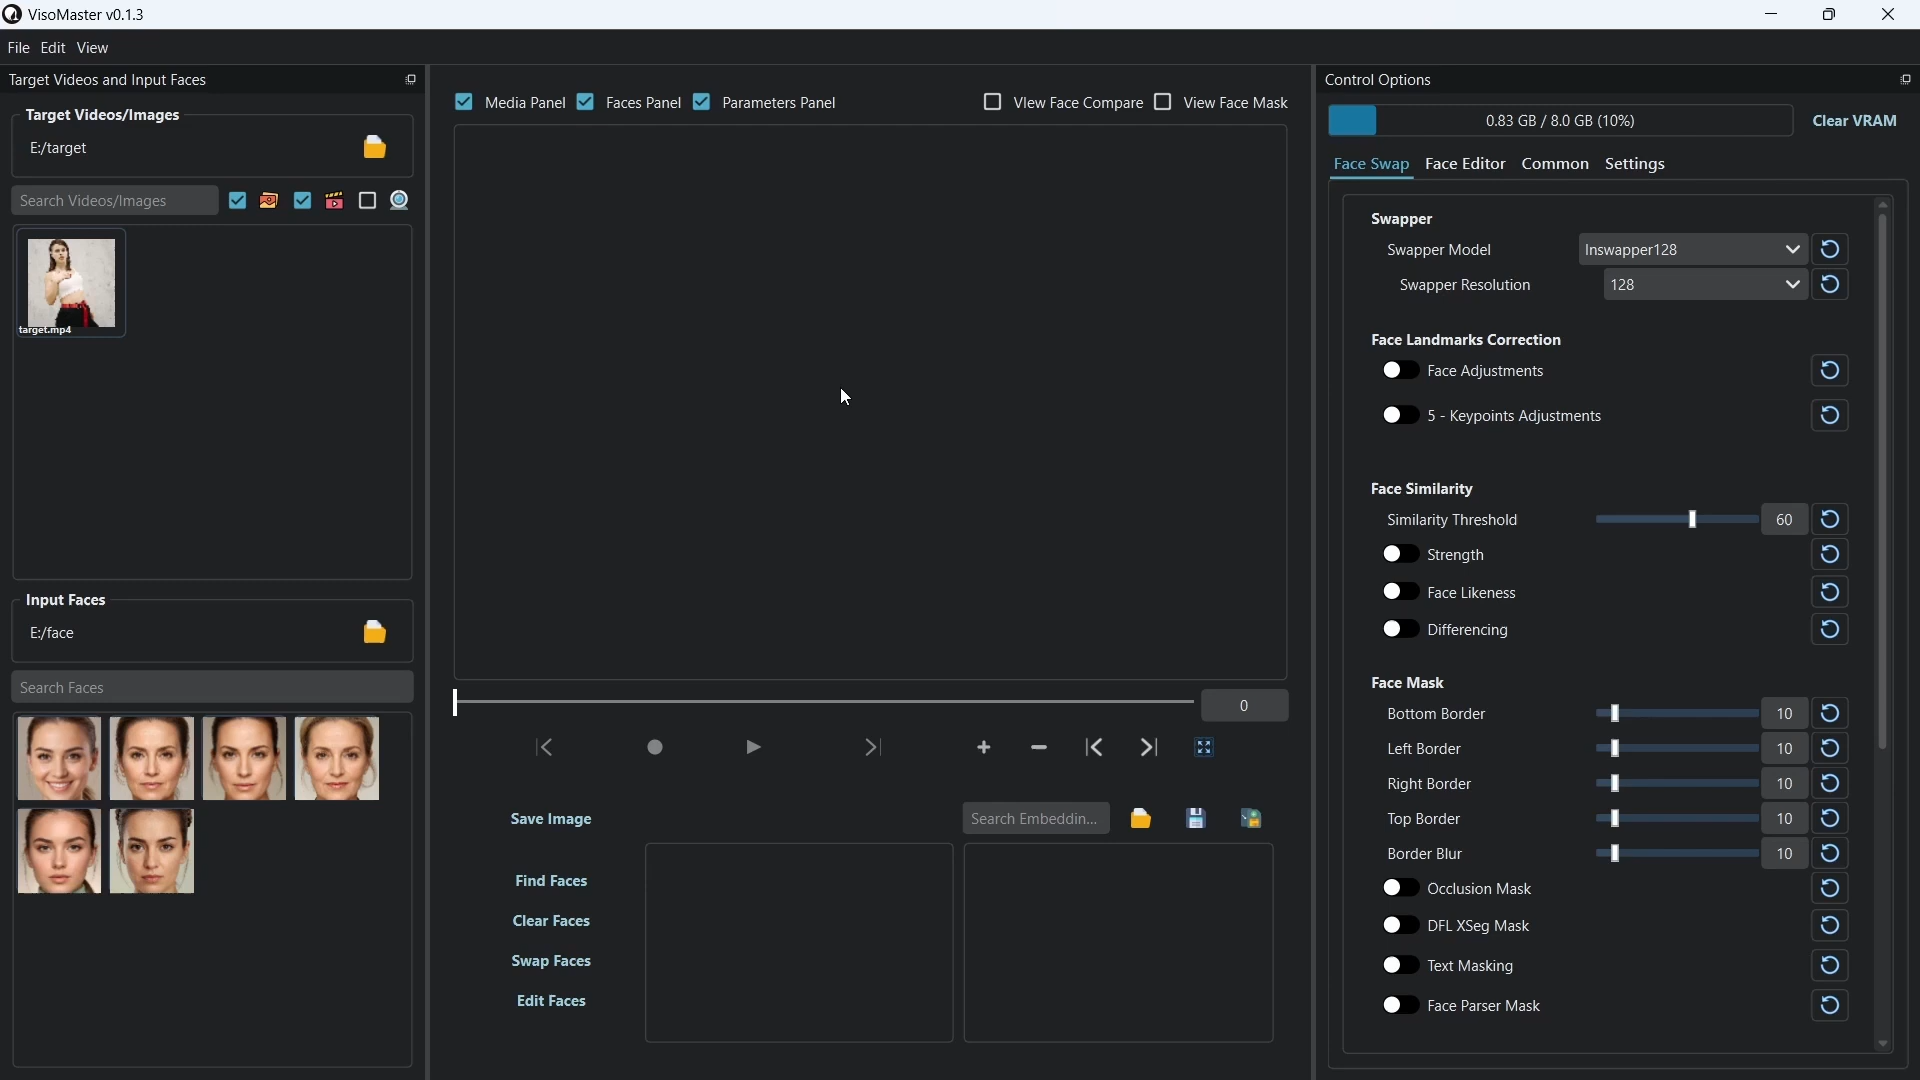 VisoMaster v0.1.3
File Edit View
Target Videos and Input Faces
Target Videos/Images
E:/target
Search Videos/Images
target.mp4
Input Faces
E:/face
Search Faces
Media Panel Faces Panel Parameters Panel VIew Face Compare View Face Mask
0
Save Image
Search Embeddin...
Find Faces
Clear Faces
Swap Faces
Edit Faces
Control Options
0.83 GB / 8.0 GB (10%) Clear VRAM
Face Swap Face Editor Common Settings
Swapper
Swapper Model Inswapper128
Swapper Resolution 128
Face Landmarks Correction
Face Adjustments
5 - Keypoints Adjustments
Face Similarity
Similarity Threshold 60
Strength
Face Likeness
Differencing
Face Mask
Bottom Border 10
Left Border 10
Right Border 10
Top Border 10
Border Blur 10
Occlusion Mask
DFL XSeg Mask
Text Masking
Face Parser Mask